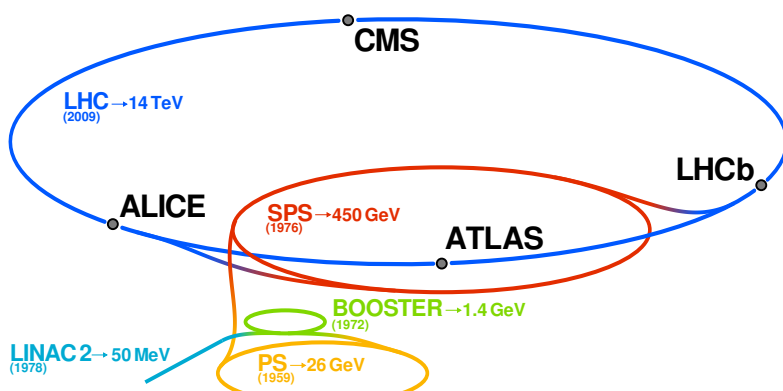 CMS
LHC→14 TeV
(2009)
LHCb
ALICE
SPS→450 GeV
(1976)
ATLAS
BOOSTER→1.4 GeV
(1972)
LINAC 2→50 MeV
(1978)
PS→26 GeV
(1959)